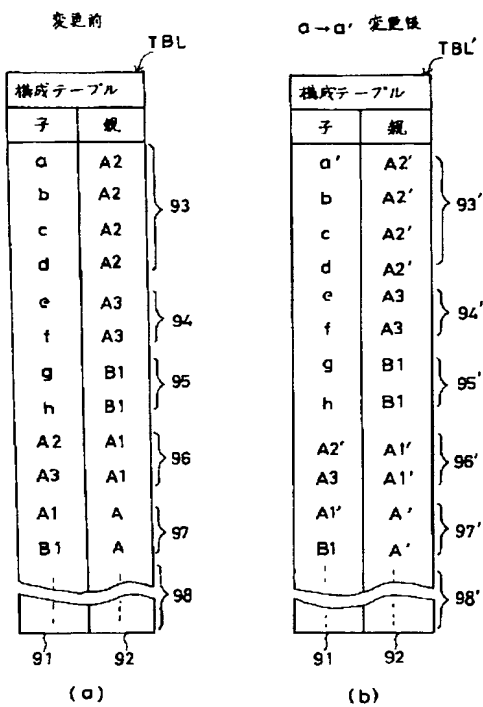 変更前
TBL
構成テーブル
子 親
a A2
b A2
c A2
d A2
93
e A3
f A3
94
g B1
h B1
95
A2 A1
A3 A1
96
A1 A
B1 A
97
98
91 92
(a)
a→a' 変更後
TBL'
構成テーブル
子 親
a' A2'
b A2'
c A2'
d A2'
93'
e A3
f A3
94'
g B1
h B1
95'
A2' A1'
A3 A1'
96'
A1' A'
B1 A'
97'
98'
91 92
(b)